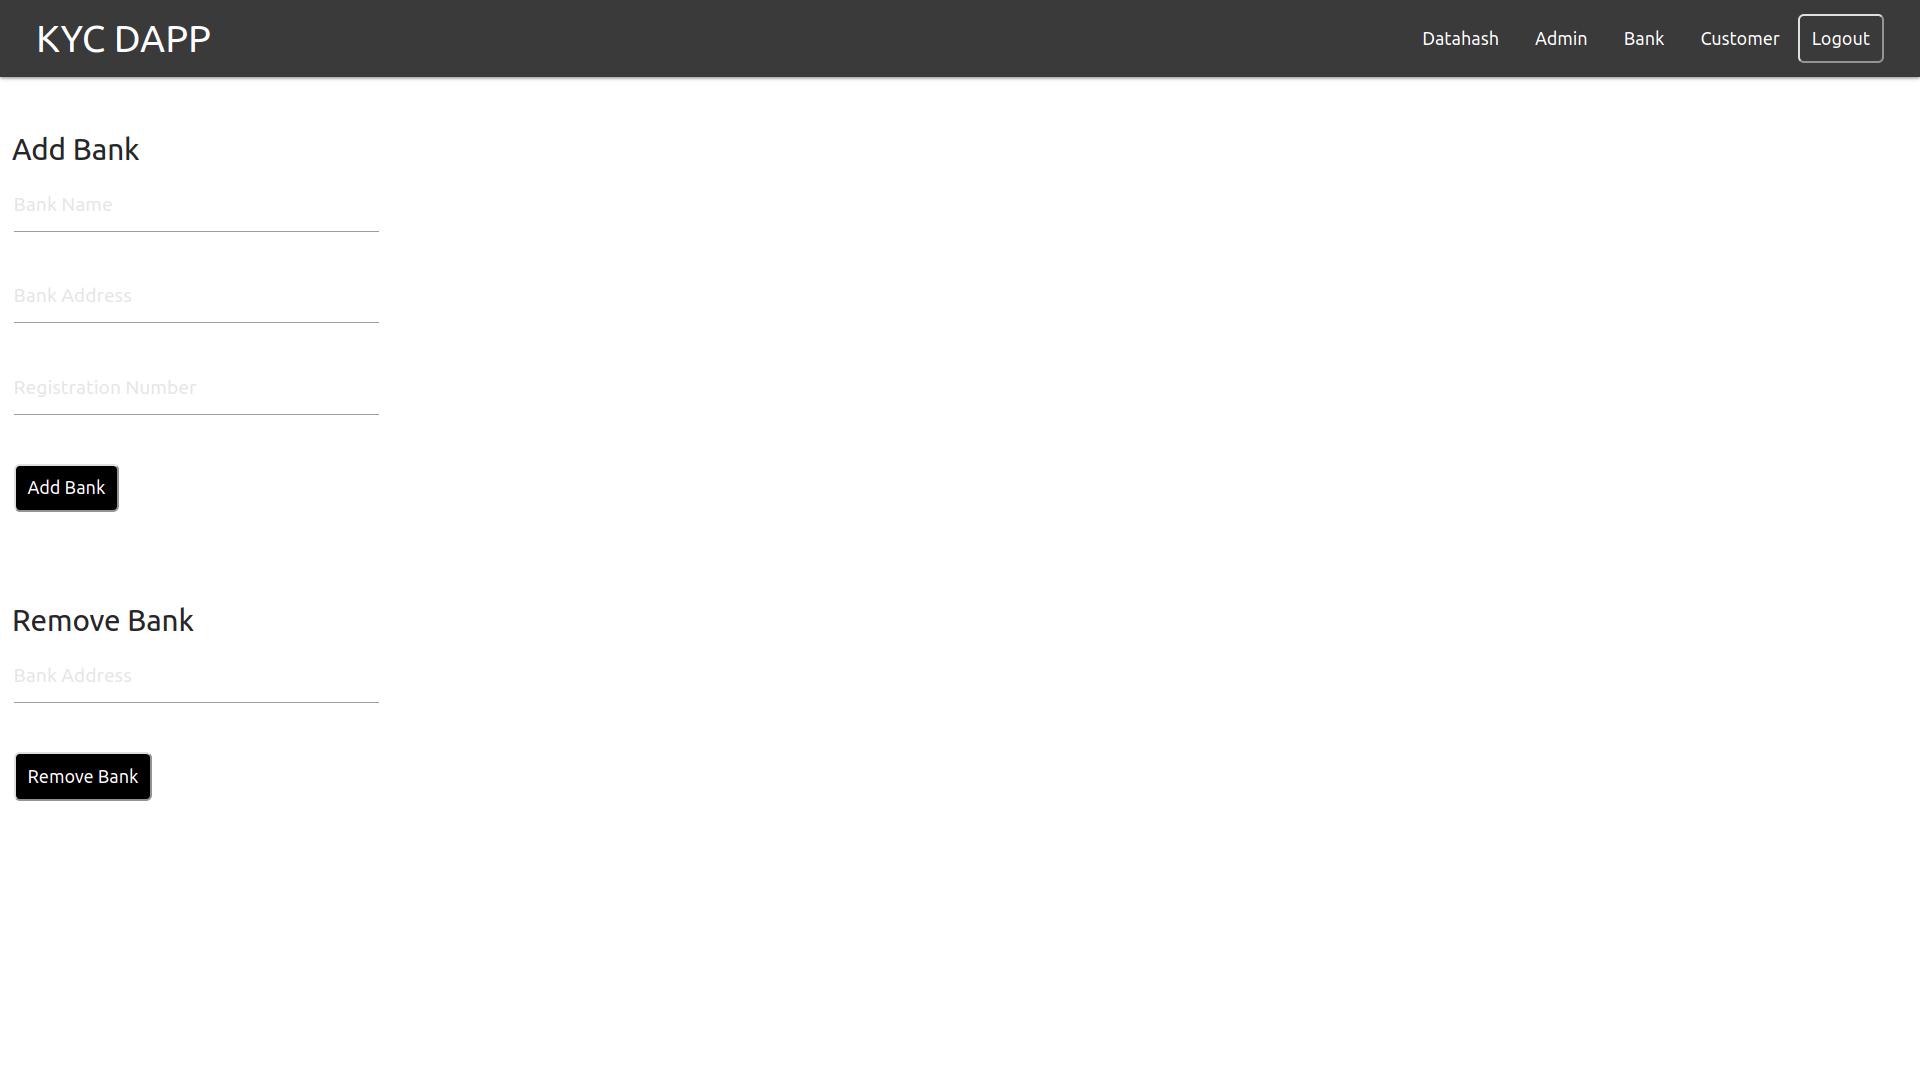 KYC DAPP
Datahash Admin Bank Customer Logout
Add Bank
Bank Name
Bank Address
Registration Number
Add Bank
Remove Bank
Bank Address
Remove Bank